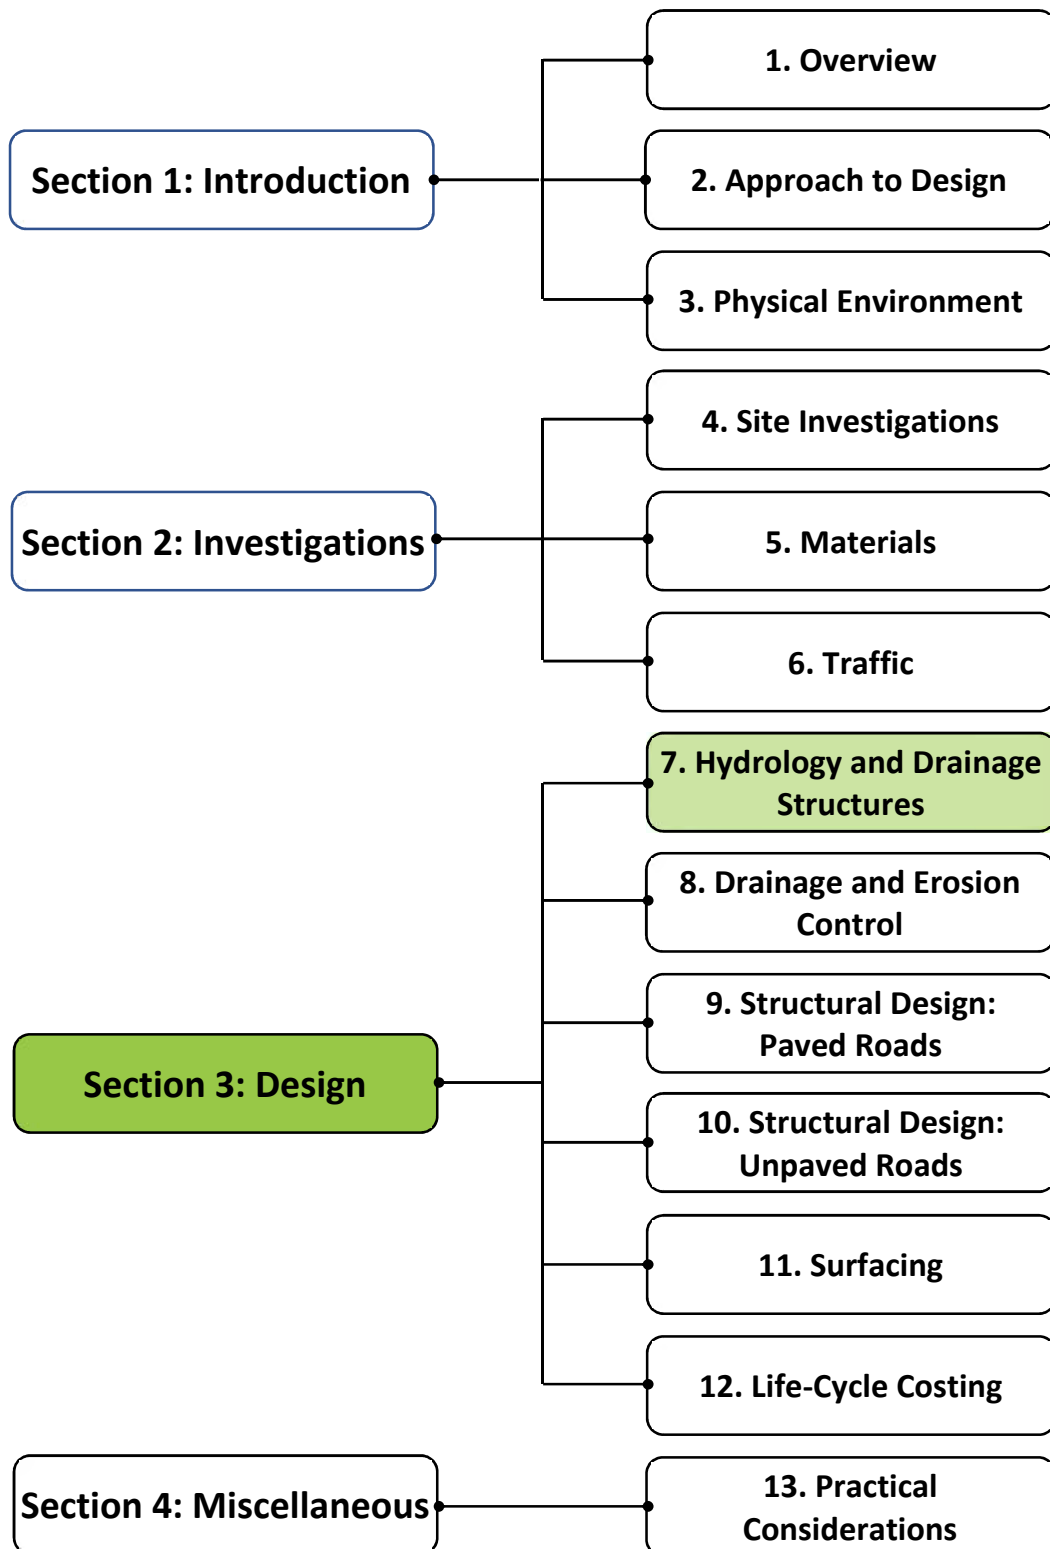 Section 1: Introduction
1. Overview
2. Approach to Design
3. Physical Environment
Section 2: Investigations
4. Site Investigations
5. Materials
6. Traffic
Section 3: Design
7. Hydrology and Drainage
Structures
8. Drainage and Erosion
Control
9. Structural Design:
Paved Roads
10. Structural Design:
Unpaved Roads
11. Surfacing
12. Life-Cycle Costing
Section 4: Miscellaneous
13. Practical
Considerations